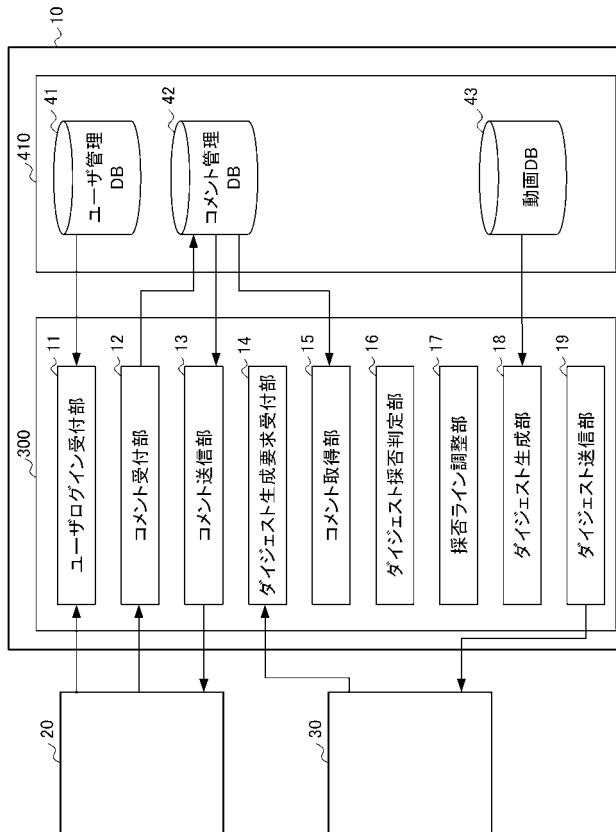 10
410
ユーザ管理
DB
41
コメント管理
DB
42
動画DB
43
300
ユーザログイン受付部
11
コメント受付部
12
コメント送信部
13
ダイジェスト生成要求受付部
14
コメント取得部
15
ダイジェスト採否判定部
16
採否ライン調整部
17
ダイジェスト生成部
18
ダイジェスト送信部
19
20
30